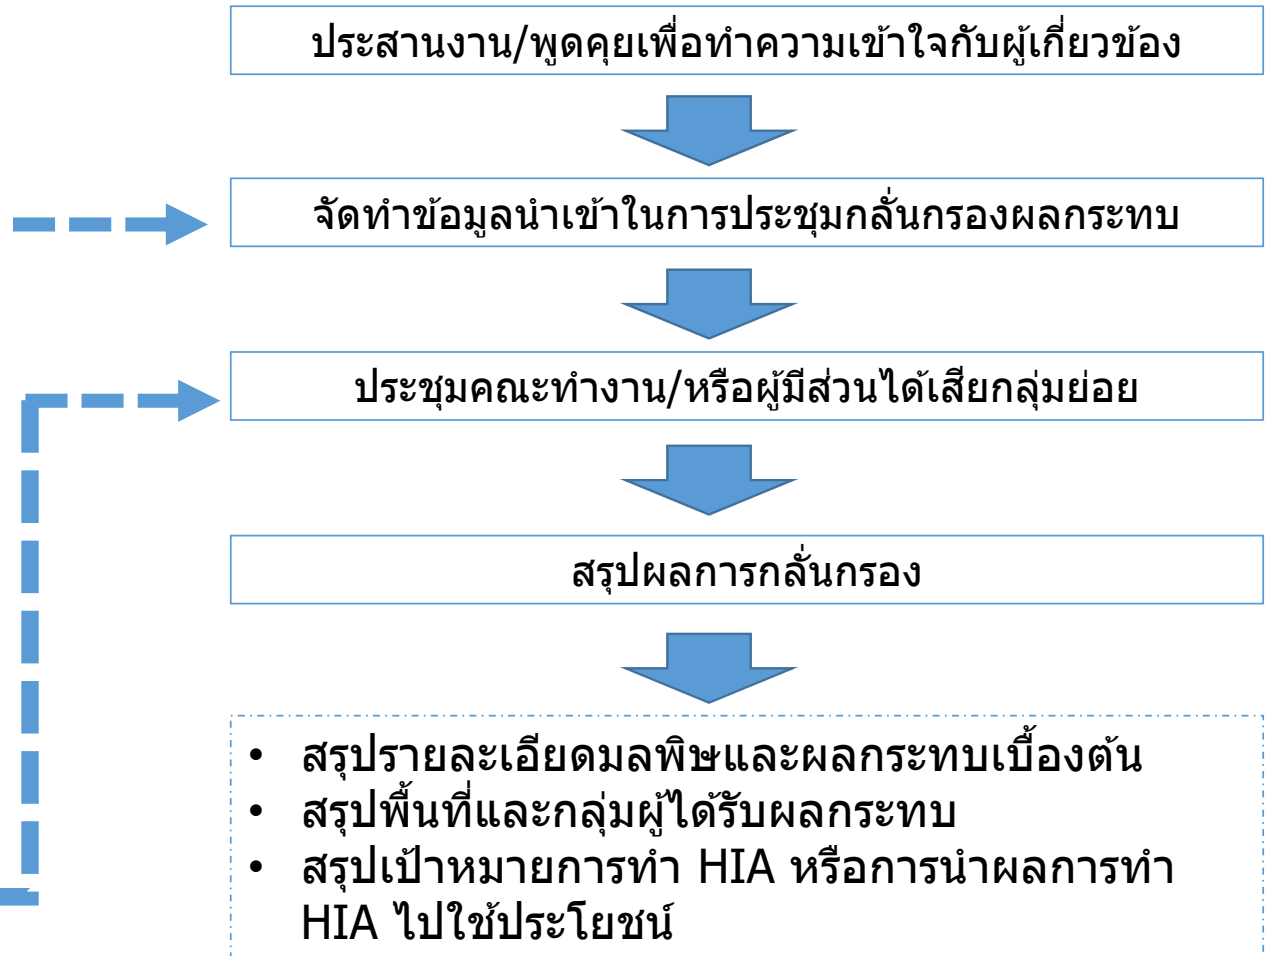 ประสานงาน/พูดคุยเพื่อทำความเข้าใจกับผู้เกี่ยวข้อง
จัดทำข้อมูลนำเข้าในการประชุมกลั่นกรองผลกระทบ
ประชุมคณะทำงาน/หรือผู้มีส่วนได้เสียกลุ่มย่อย
สรุปผลการกลั่นกรอง
• สรุปรายละเอียดมลพิษและผลกระทบเบื้องต้น
• สรุปพื้นที่และกลุ่มผู้ได้รับผลกระทบ
• สรุปเป้าหมายการทำ HIA หรือการนำผลการทำ
HIA ไปใช้ประโยชน์